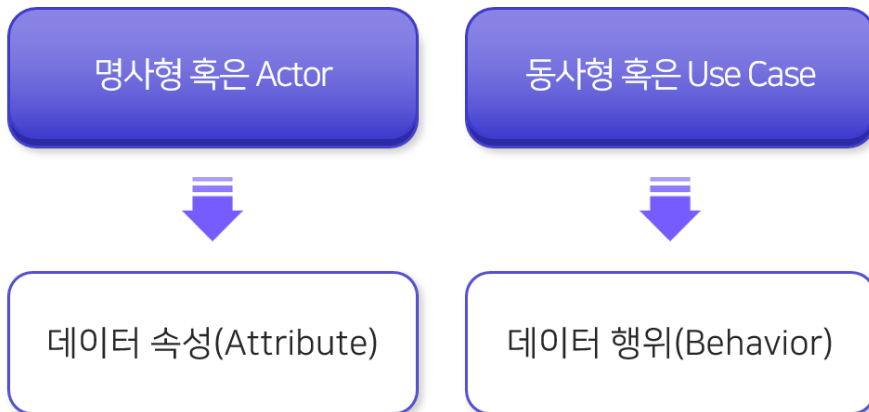 명사형 혹은 Actor
동사형 혹은 Use Case
데이터 속성(Attribute)
데이터 행위(Behavior)